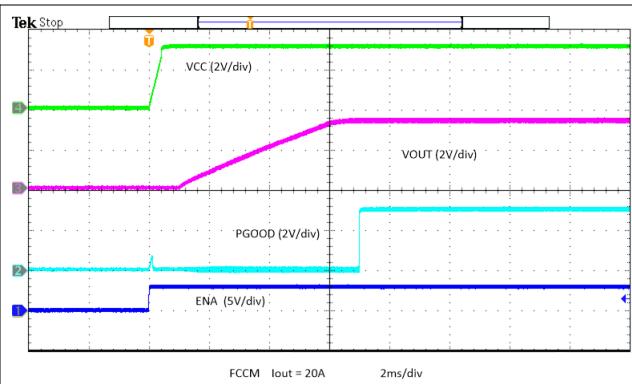 Tek Stop
T
T
VCC (2V/div)
4
VOUT (2V/div)
3
PGOOD (2V/div)
2
ENA (5V/div)
1
FCCM Iout = 20A 2ms/div